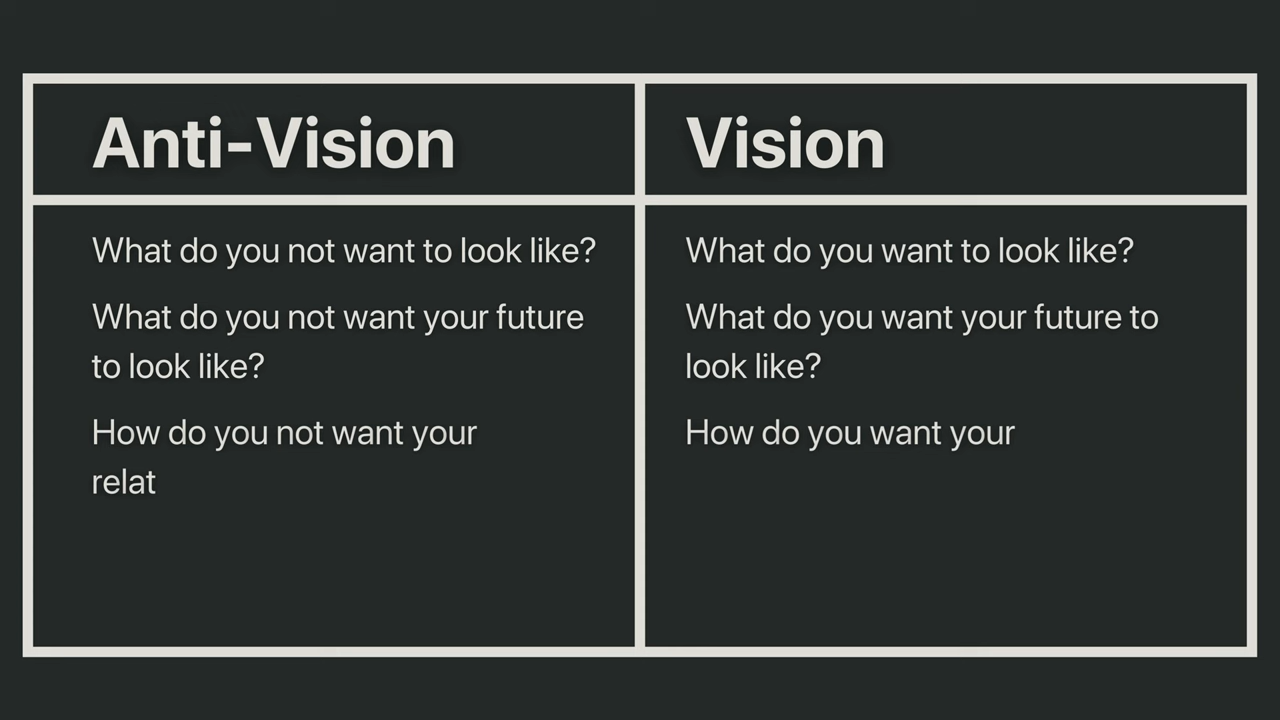 Anti-Vision
What do you not want to look like?
What do you not want your future
to look like?
How do you not want your
relat
Vision
What do you want to look like?
What do you want your future to
look like?
How do you want your